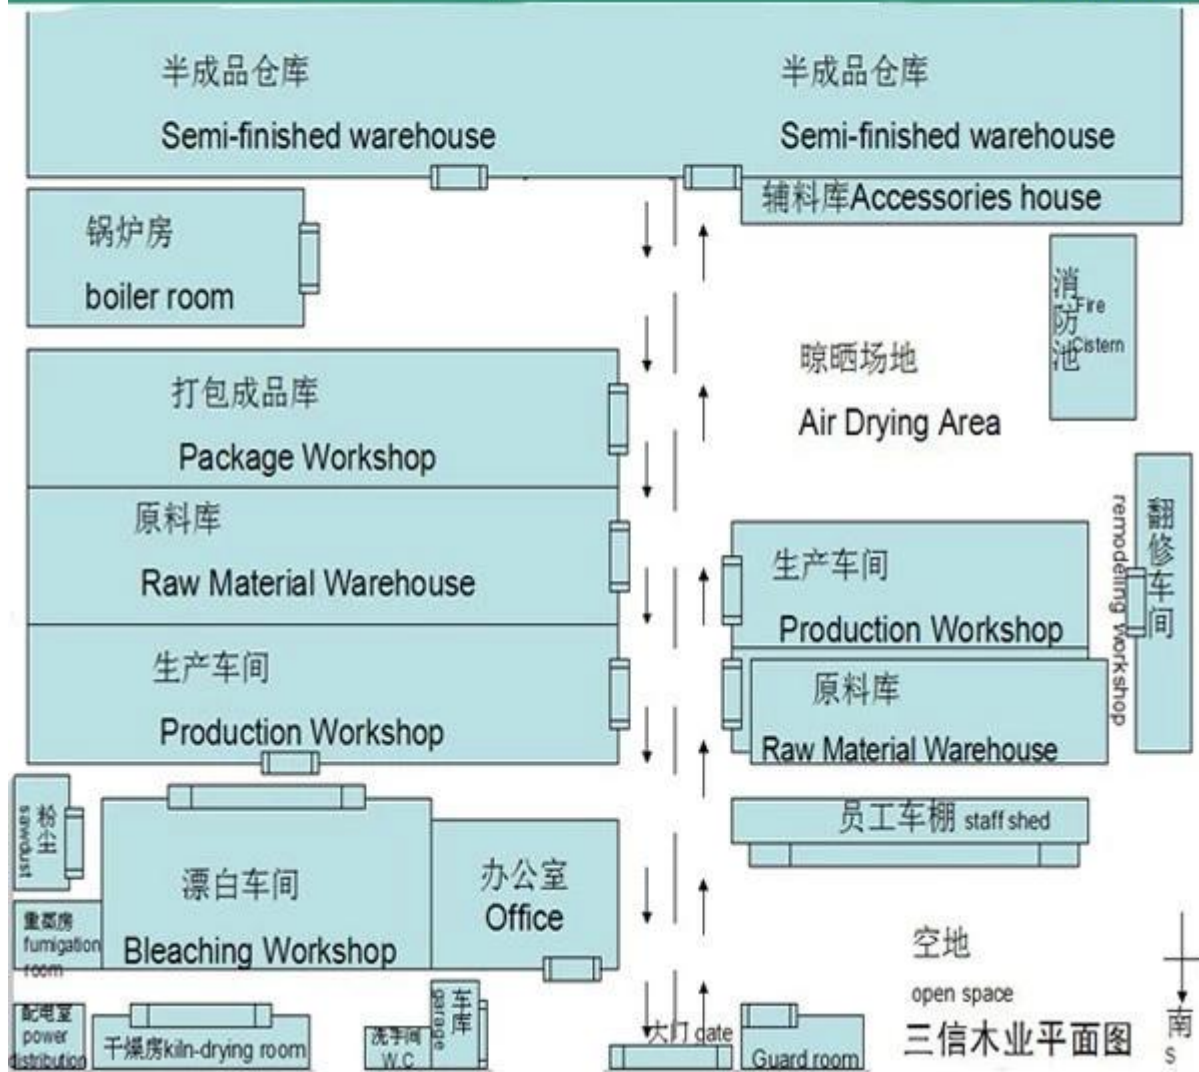 半成品仓库
Semi-finished warehouse
半成品仓库
Semi-finished warehouse
辅料库Accessories house
锅炉房
boiler room
消防池
Fire
Cistern
晾晒场地
Air Drying Area
打包成品库
Package Workshop
原料库
Raw Material Warehouse
生产车间
Production Workshop
生产车间
Production Workshop
原料库
Raw Material Warehouse
翻修车间
remodeling workshop
员工车棚 staff shed
粉尘
sawdust
漂白车间
Bleaching Workshop
办公室
Office
重蒸房
fumigation
room
空地
open space
配电室
power
distribution
干燥房kiln-drying room
洗手间
W.C
车库
garage
大门 gate
Guard room
三信木业平面图
南
S